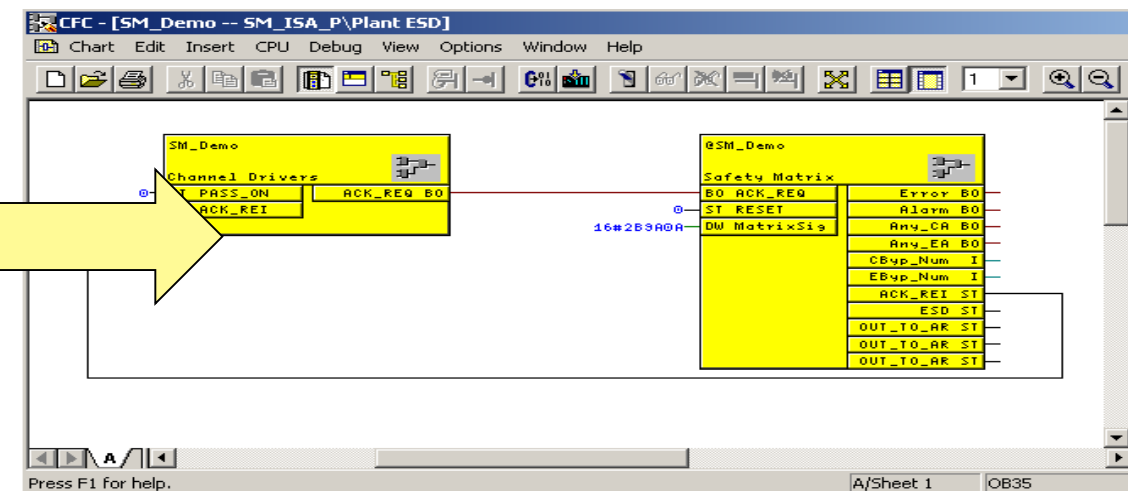 CFC - [SM_Demo -- SM_ISA_P\Plant ESD]
Chart Edit Insert CPU Debug View Options Window Help
1
SM_Demo
Channel Drivers
0 PASS_ON ACK_REQ BO
ACK_REI
@SM_Demo
Safety Matrix
BO ACK_REQ Error BO
0 ST RESET Alarm BO
16#2B9A0A DW MatrixSig Any_CA BO
Any_EA BO
CByp_Num I
EByp_Num I
ACK_REI ST
ESD ST
OUT_TO_AR ST
OUT_TO_AR ST
OUT_TO_AR ST
A
Press F1 for help. A/Sheet 1 OB35